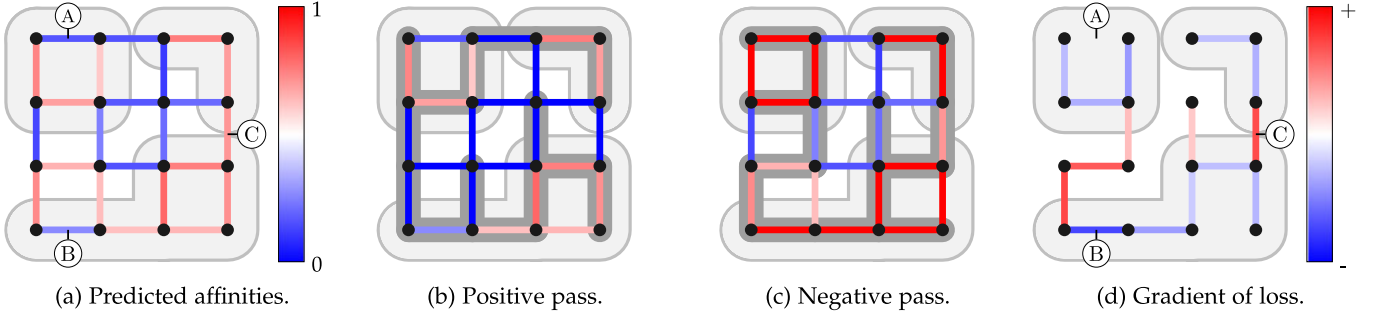 A
A
1
+
C
C
B
B
0
-
(a) Predicted affinities.
(b) Positive pass.
(c) Negative pass.
(d) Gradient of loss.